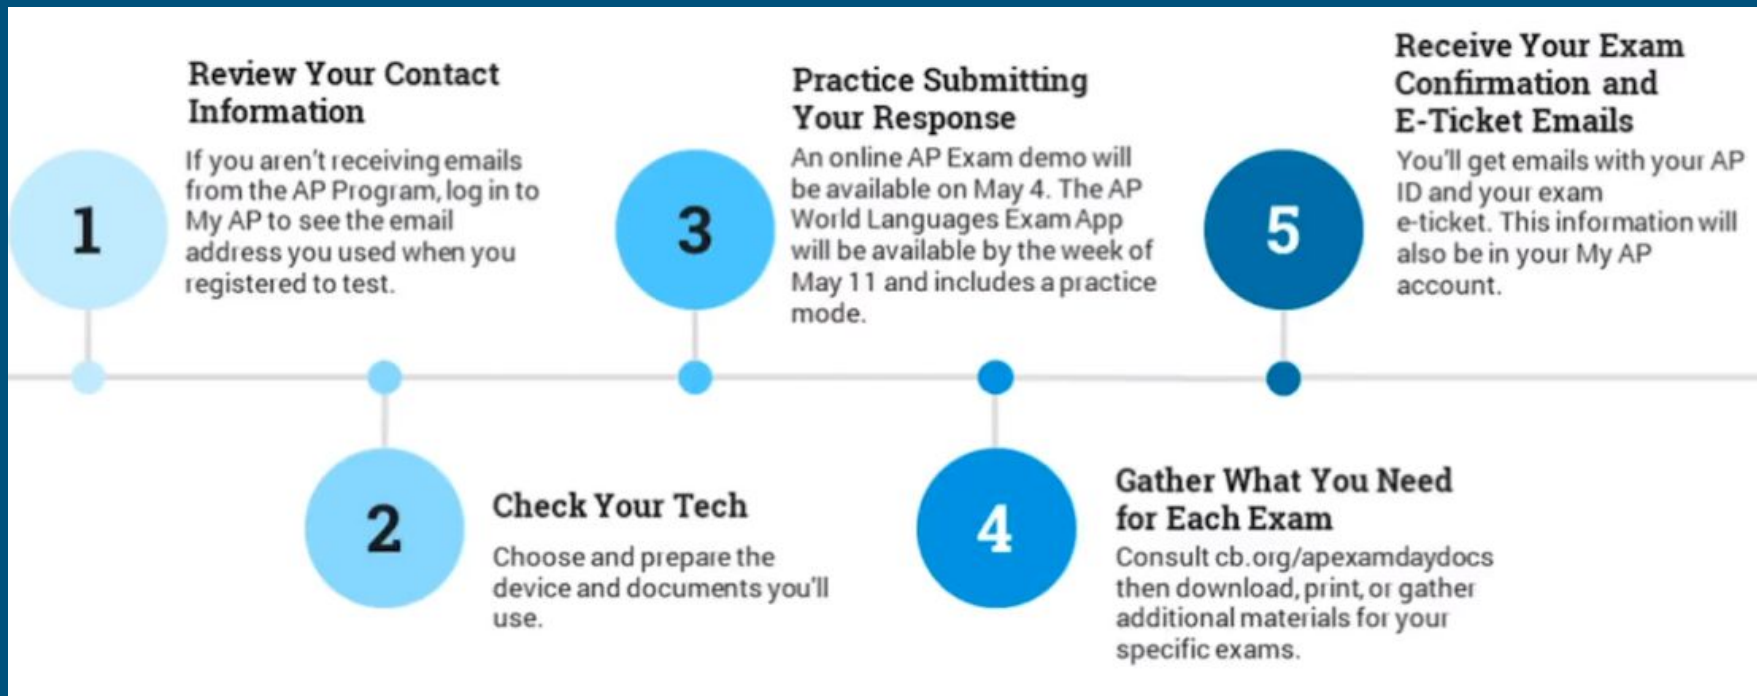 1
Review Your Contact
Information
If you aren't receiving emails
from the AP Program, log in to
My AP to see the email
address you used when you
registered to test.
2
Check Your Tech
Choose and prepare the
device and documents you'll
use.
3
Practice Submitting
Your Response
An online AP Exam demo will
be available on May 4. The AP
World Languages Exam App
will be available by the week of
May 11 and includes a practice
mode.
4
Gather What You Need
for Each Exam
Consult cb.org/apexamdaydocs
then download, print, or gather
additional materials for your
specific exams.
5
Receive Your Exam
Confirmation and
E-Ticket Emails
You'll get emails with your AP
ID and your exam
e-ticket. This information will
also be in your My AP
account.